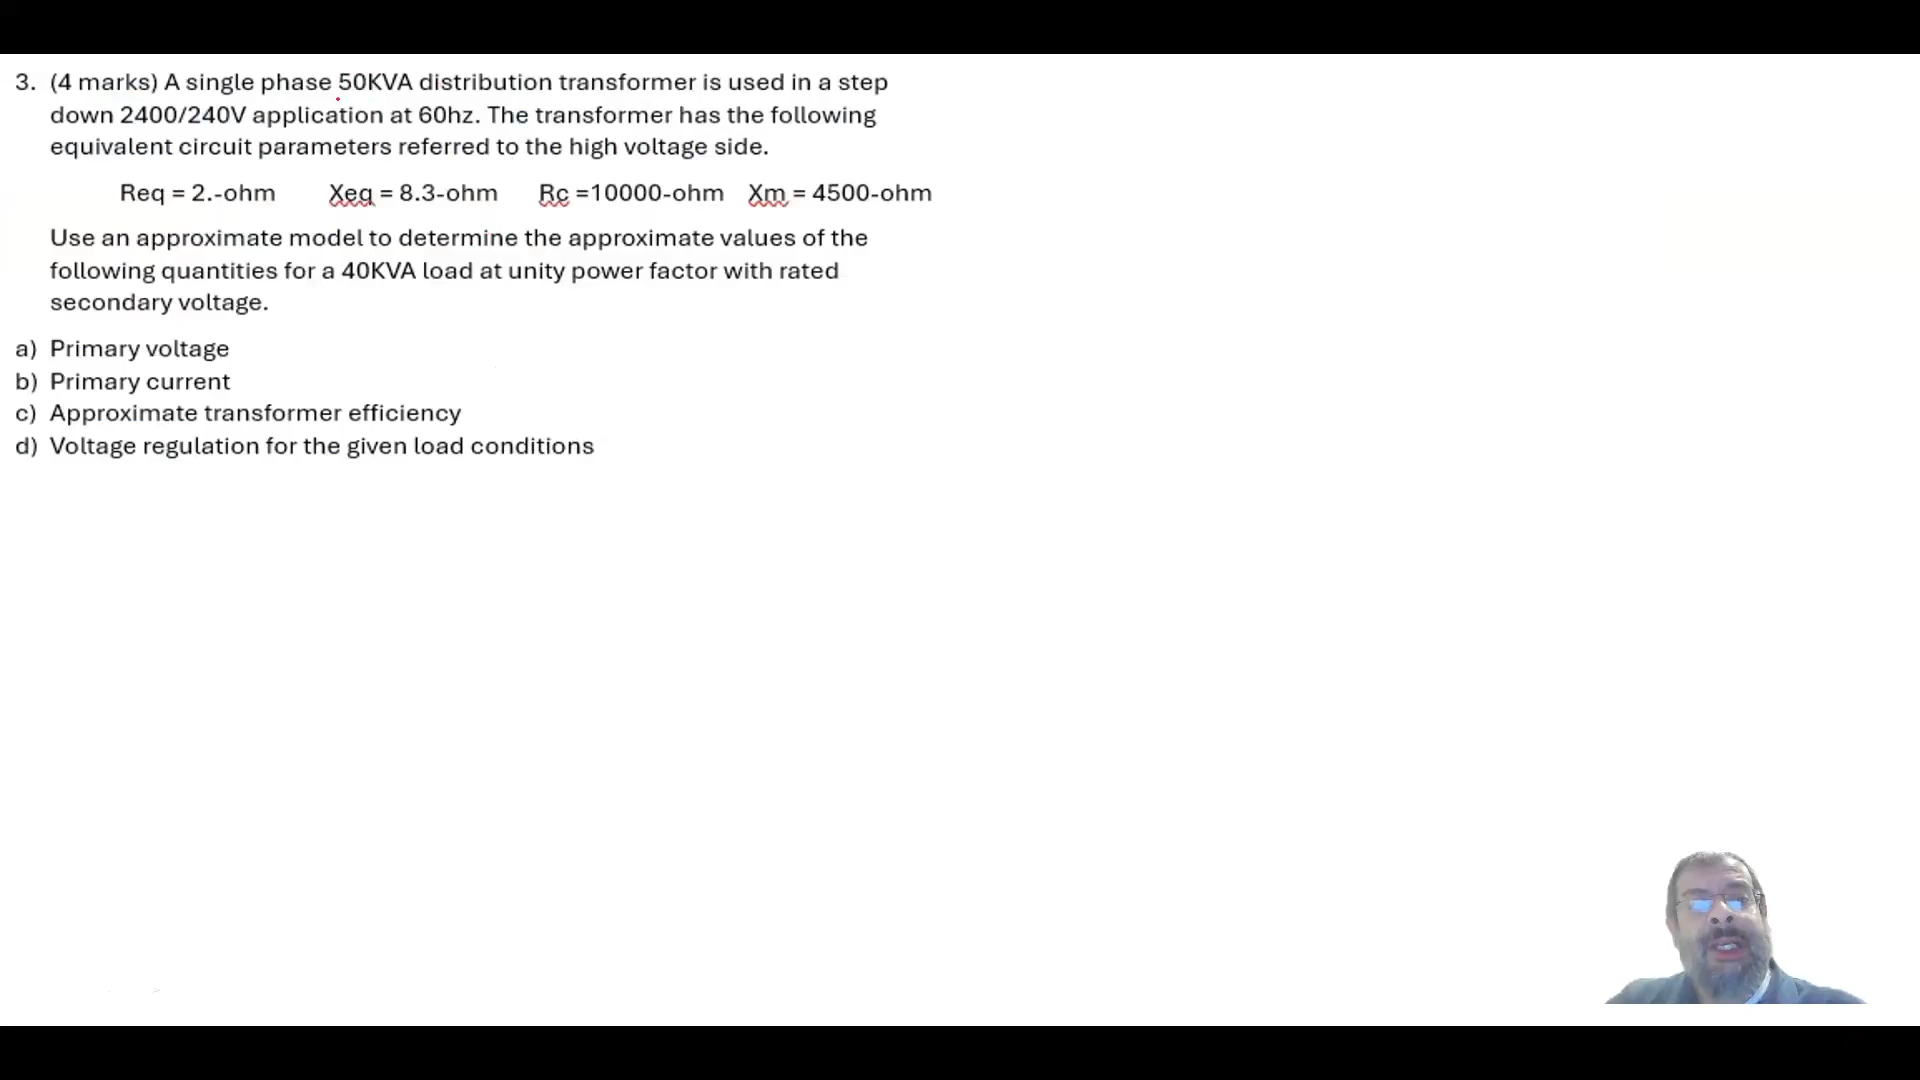 3. (4 marks) A single phase 50KVA distribution transformer is used in a step
down 2400/240V application at 60hz. The transformer has the following
equivalent circuit parameters referred to the high voltage side.
Req = 2.-ohm Xeq = 8.3-ohm Rc =10000-ohm Xm = 4500-ohm
Use an approximate model to determine the approximate values of the
following quantities for a 40KVA load at unity power factor with rated
secondary voltage.
a) Primary voltage
b) Primary current
c) Approximate transformer efficiency
d) Voltage regulation for the given load conditions